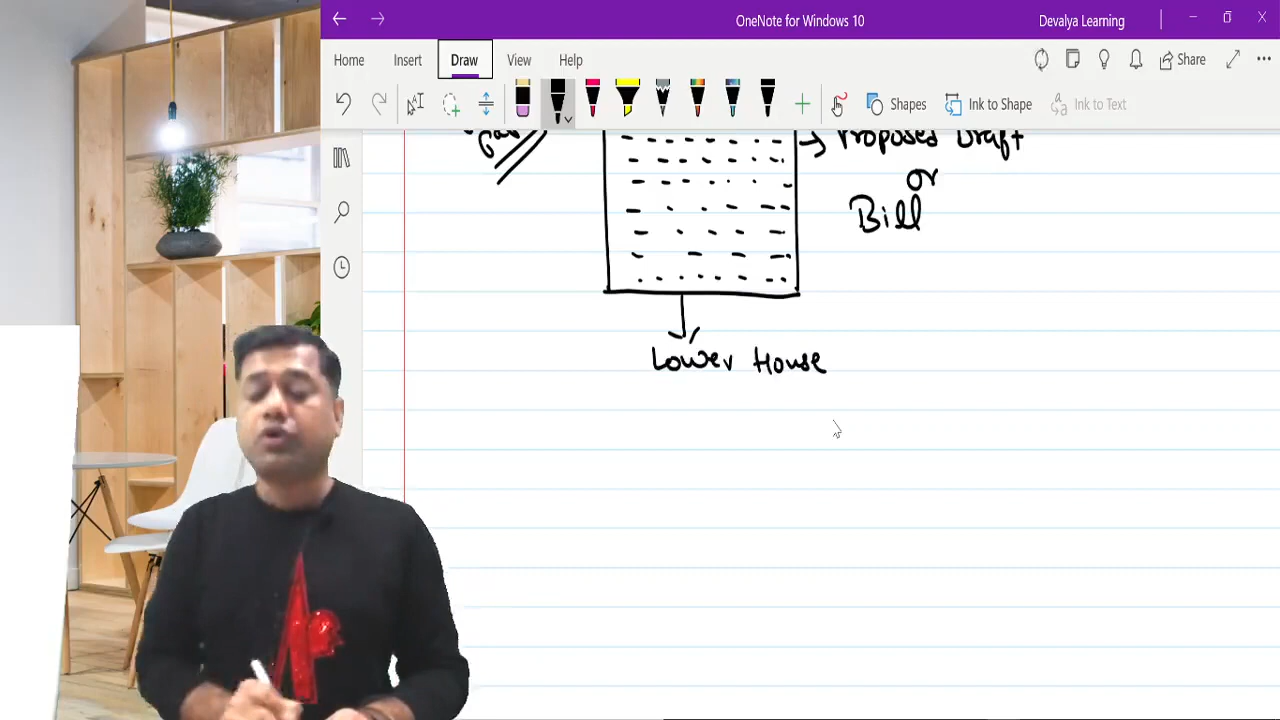 OneNote for Windows 10
Devalya Learning
Home Insert Draw View Help
Share
Shapes
Ink to Shape
Ink to Text
Proposes Draft
or
Bill
Lower House